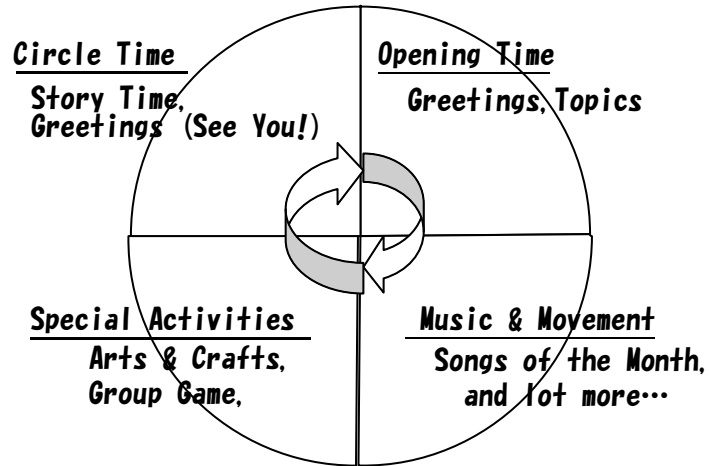 Circle Time
Story Time,
Greetings (See You!)
Opening Time
Greetings, Topics
Special Activities
Arts & Crafts,
Group Game,
Music & Movement
Songs of the Month,
and lot more…